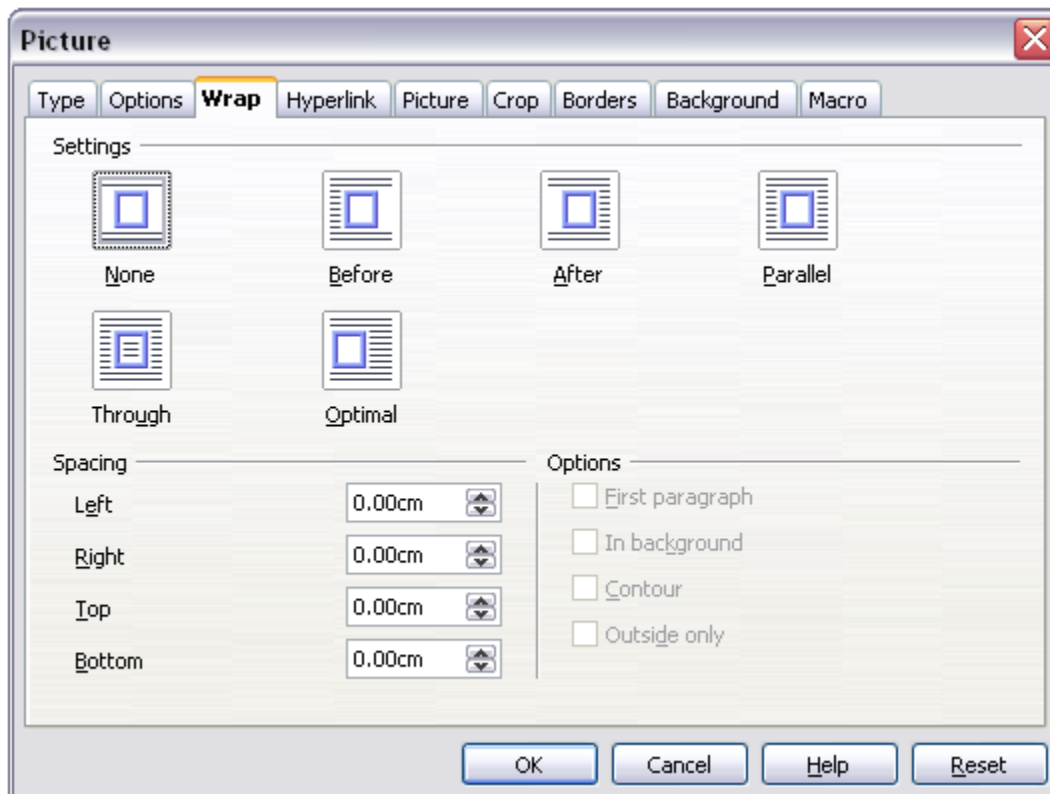 Picture
Type Options Wrap Hyperlink Picture Crop Borders Background Macro
Settings
None Before After Parallel
Through Optimal
Spacing
Left 0.00cm
Right 0.00cm
Top 0.00cm
Bottom 0.00cm
Options
First paragraph
In background
Contour
Outside only
OK Cancel Help Reset